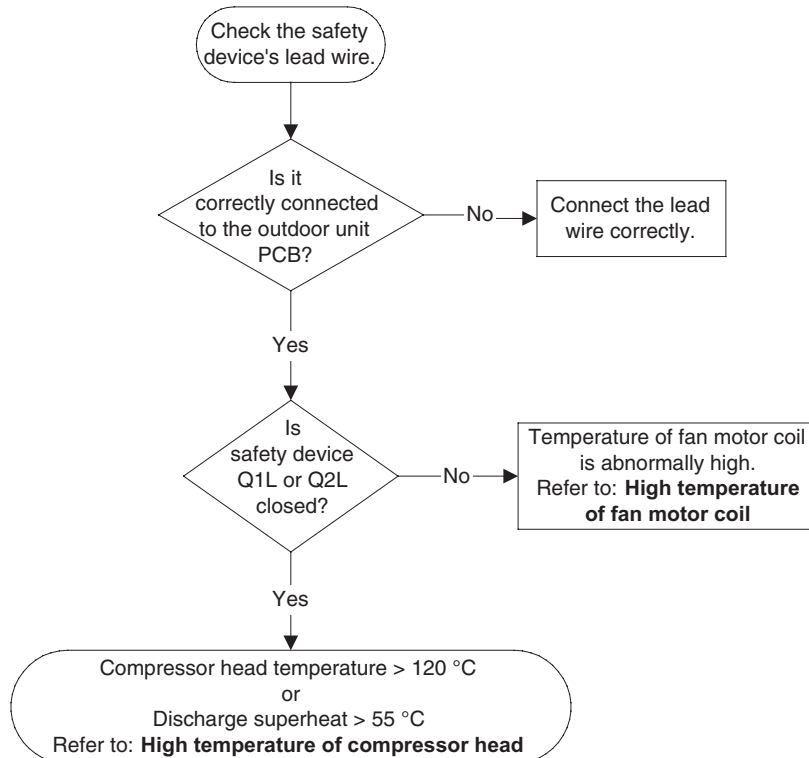 Check the safety
device's lead wire.
Is it
correctly connected
to the outdoor unit
PCB?
No
Connect the lead
wire correctly.
Yes
Is
safety device
Q1L or Q2L
closed?
No
Temperature of fan motor coil
is abnormally high.
Refer to: High temperature
of fan motor coil
Yes
Compressor head temperature > 120 °C
or
Discharge superheat > 55 °C
Refer to: High temperature of compressor head